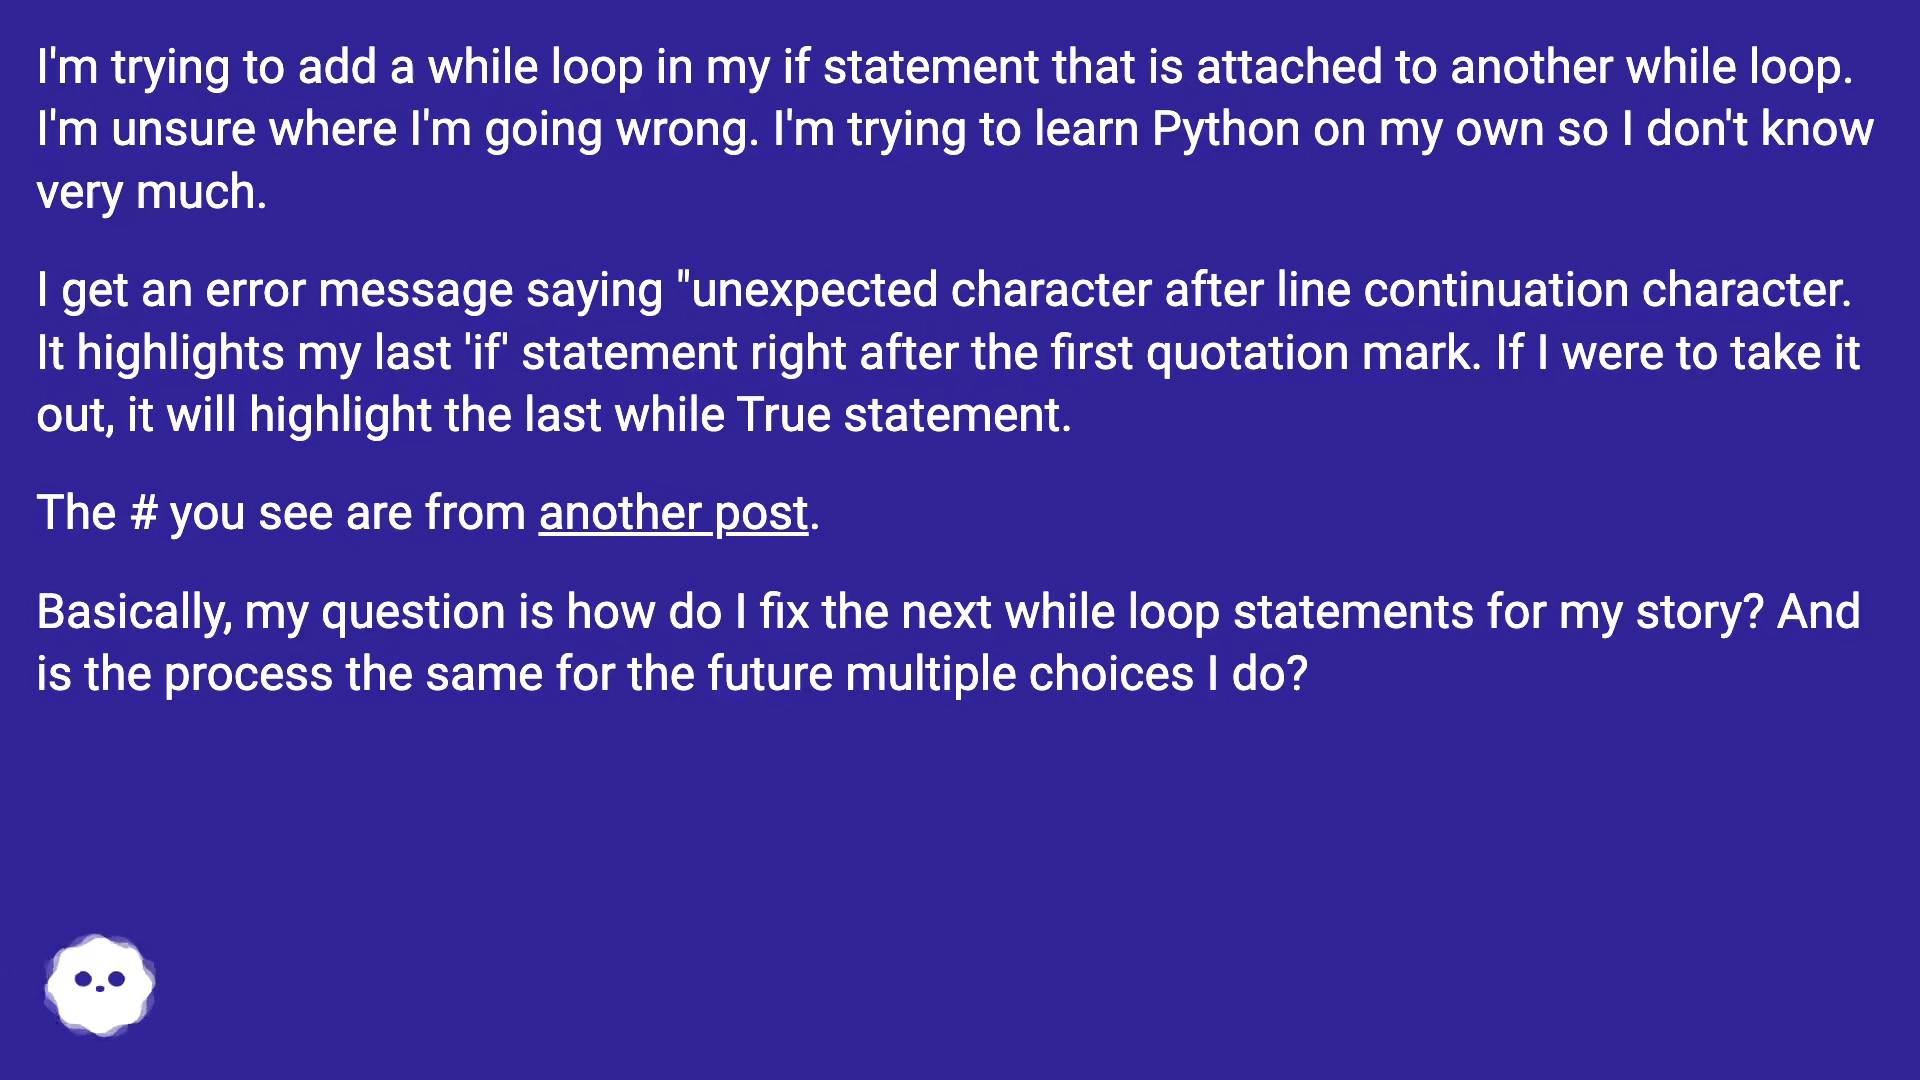 I'm trying to add a while loop in my if statement that is attached to another while loop.
I'm unsure where I'm going wrong. I'm trying to learn Python on my own so I don't know
very much.
I get an error message saying "unexpected character after line continuation character.
It highlights my last 'if' statement right after the first quotation mark. If I were to take it
out, it will highlight the last while True statement.
The # you see are from another post.
Basically, my question is how do I fix the next while loop statements for my story? And
is the process the same for the future multiple choices I do?